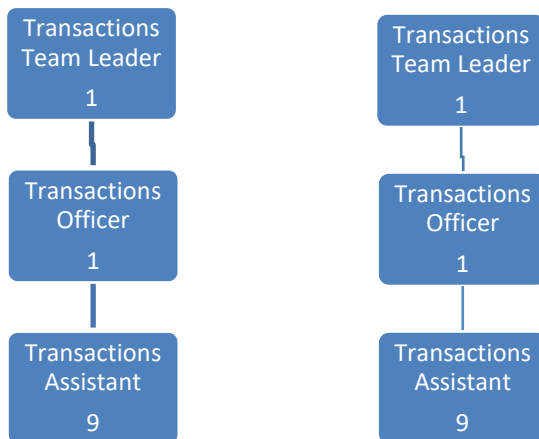 Transactions
Team Leader
1
Transactions
Officer
1
Transactions
Assistant
9
Transactions
Team Leader
1
Transactions
Officer
1
Transactions
Assistant
9